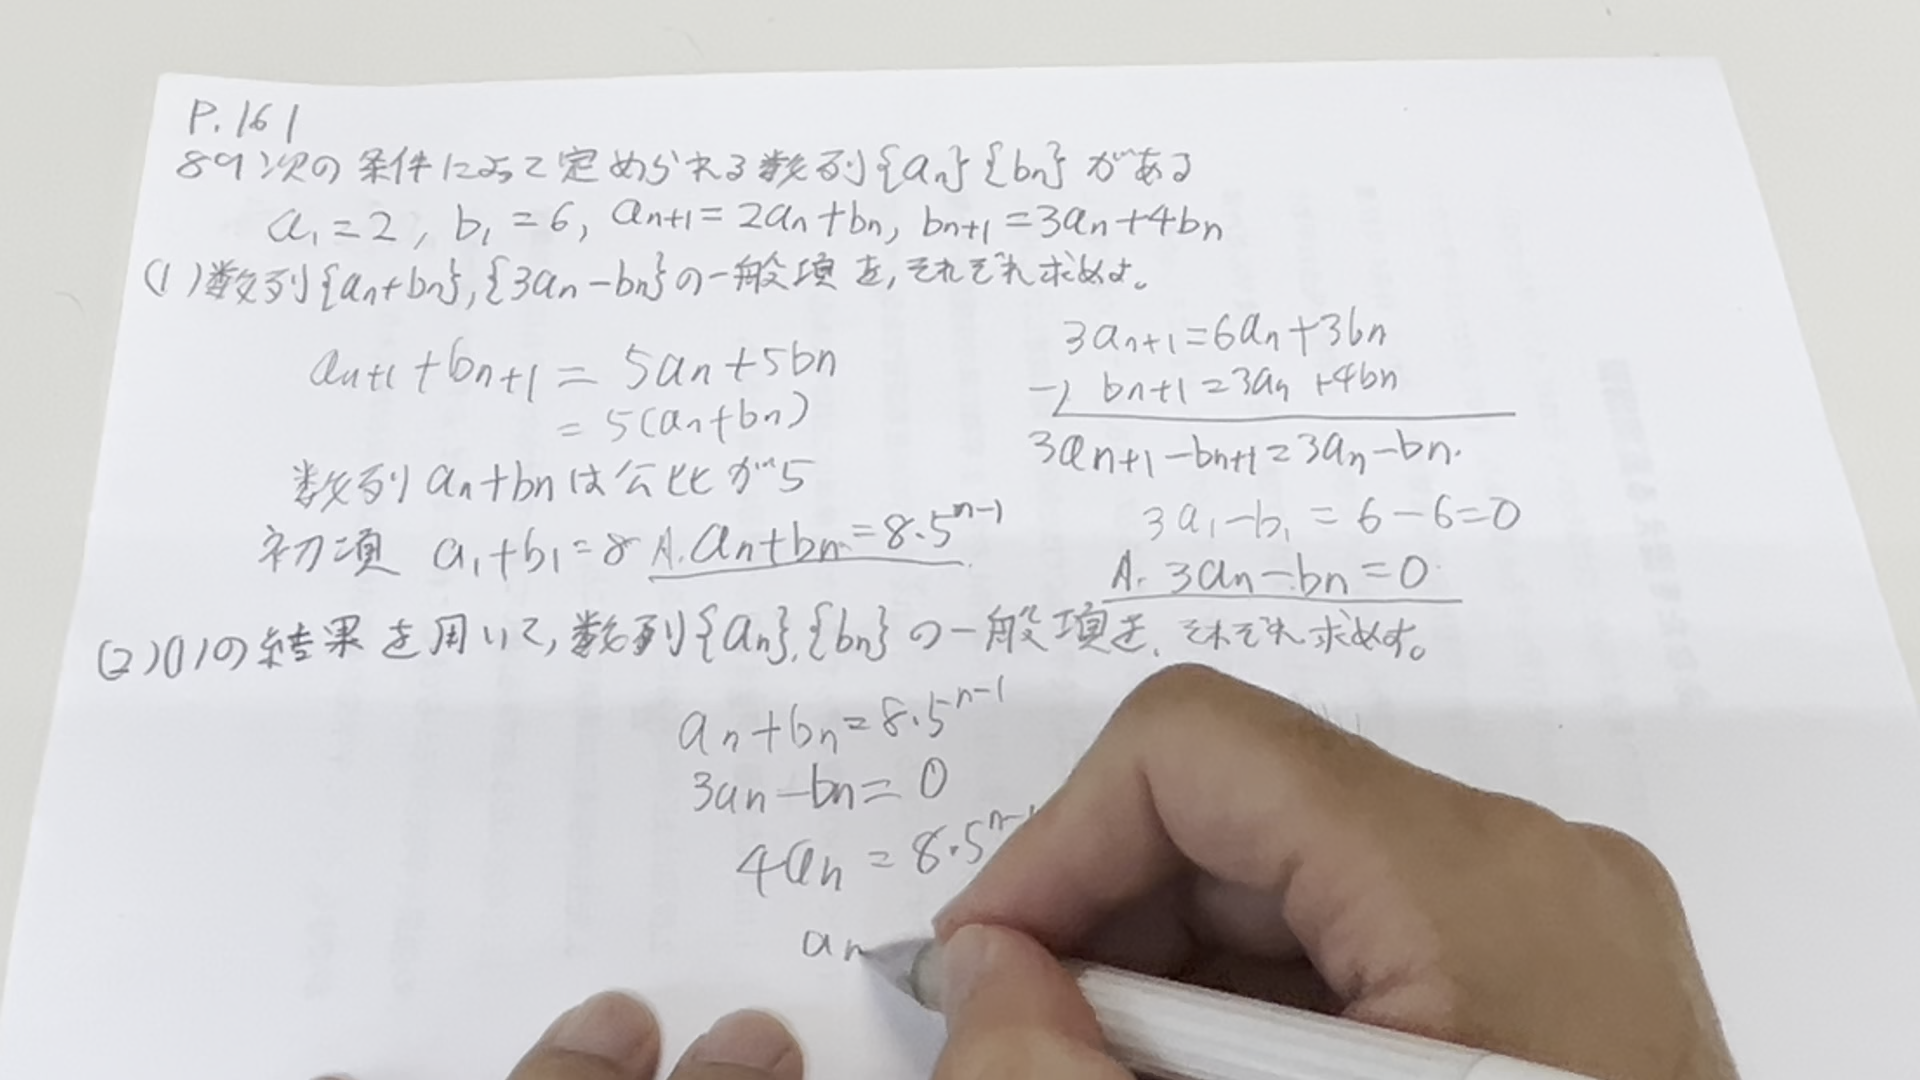 P.161
89 次の条件によって定められる数列{an}{bn}がある
a₁=2, b₁=6, an+1=2an+bn, bn+1=3an+4bn
(1)数列{an+bn},{3an-bn}の一般項を,それぞれ求めよ。
an+1+bn+1=5an+5bn
=5(an+bn)
数列an+bnは公比が5
初項 a₁+b₁=8 A.an+bn=8・5ⁿ⁻¹
3an+1=6an+3bn
-) bn+1=3an+4bn
3an+1-bn+1=3an-bn.
3a₁-b₁=6-6=0
A. 3an-bn=0
(2)(1)の結果を用いて,数列{an},{bn}の一般項を,それぞれ求めよ。
an+bn=8・5ⁿ⁻¹
3an-bn=0
4an=8・5ⁿ⁻¹
an